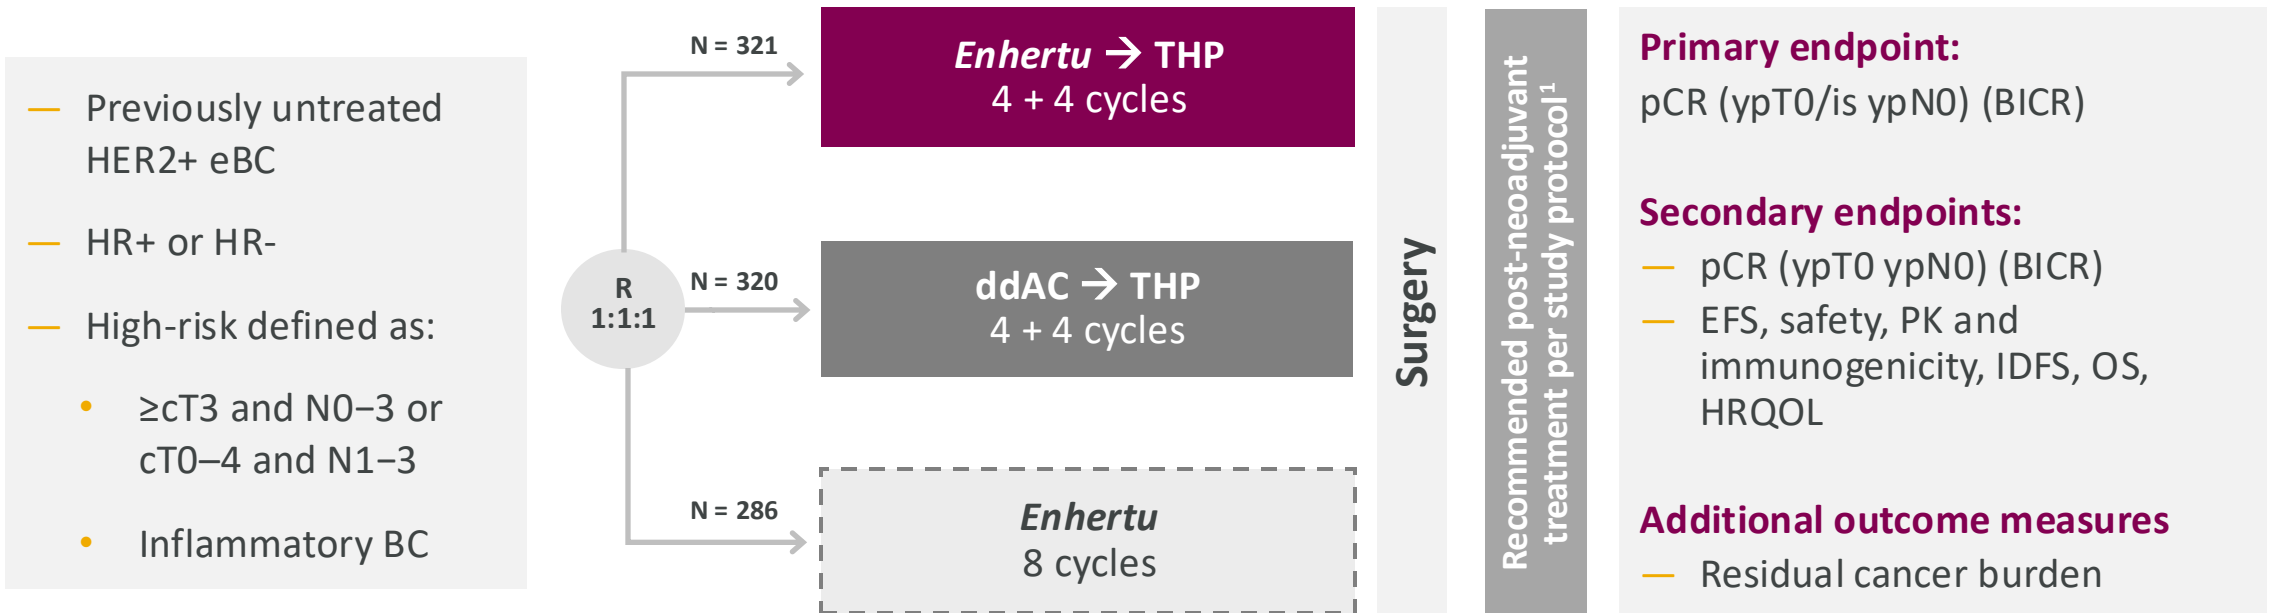 — Previously untreated
HER2+ eBC
— HR+ or HR-
— High-risk defined as:
• ≥cT3 and N0–3 or
cT0–4 and N1–3
• Inflammatory BC
R
1:1:1
N = 321
Enhertu → THP
4 + 4 cycles
N = 320
ddAC → THP
4 + 4 cycles
N = 286
Enhertu
8 cycles
Surgery
Recommended post-neoadjuvant
treatment per study protocol¹
Primary endpoint:
pCR (ypT0/is ypN0) (BICR)
Secondary endpoints:
— pCR (ypT0 ypN0) (BICR)
— EFS, safety, PK and
immunogenicity, IDFS, OS,
HRQOL
Additional outcome measures
— Residual cancer burden